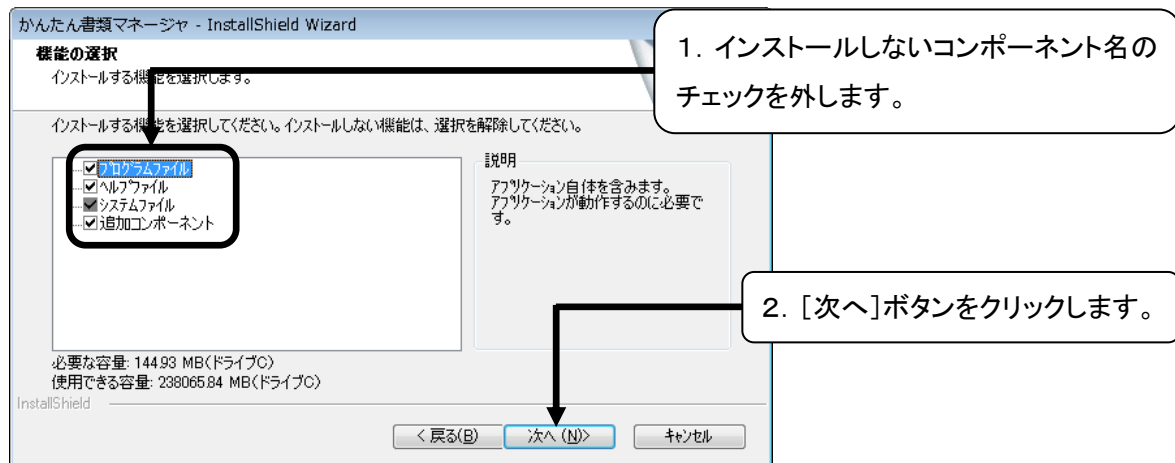 かんたん書類マネージャ - InstallShield Wizard
機能の選択
インストールする機能を選択します。
1. インストールしないコンポーネント名の
チェックを外します。
インストールする機能を選択してください。インストールしない機能は、選択を解除してください。
プログラムファイル
ヘルプファイル
システムファイル
追加コンポーネント
説明
アプリケーション自体を含みます。
アプリケーションが動作するのに必要で
す。
2. [次へ]ボタンをクリックします。
必要な容量: 144.93 MB(ドライブC)
使用できる容量: 238065.84 MB(ドライブC)
InstallShield
< 戻る(B)
次へ (N)>
キャンセル